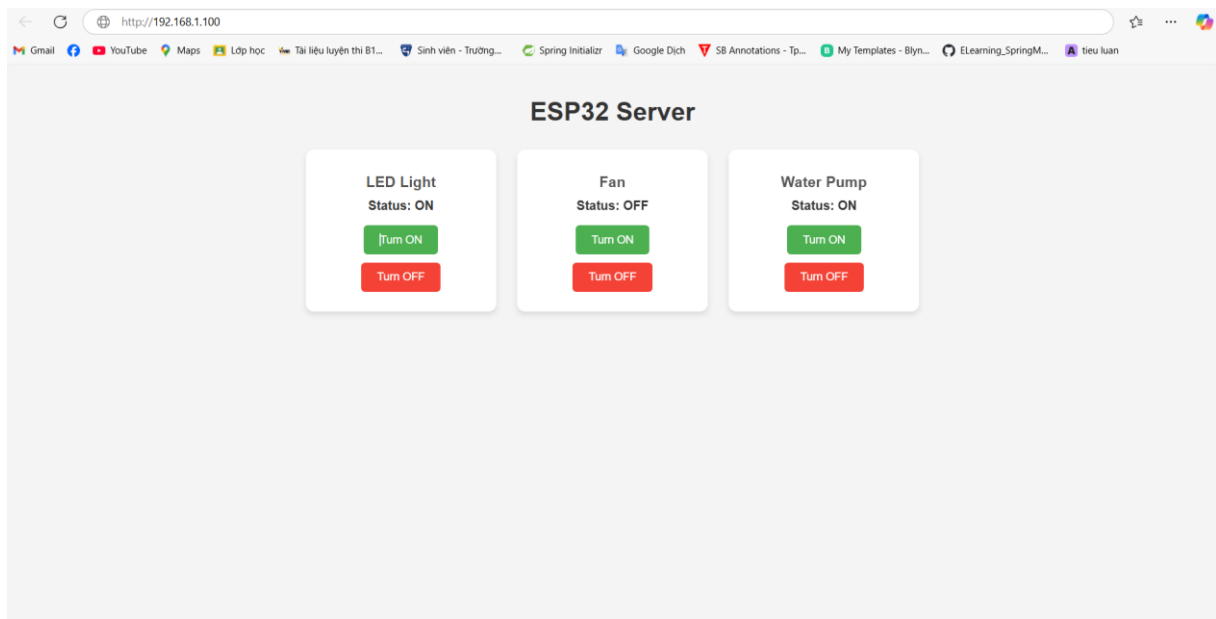 http://192.168.1.100
Gmail YouTube Maps Lớp học Tài liệu luyện thi B1... Sinh viên - Trường... Spring Initializr Google Dịch SB Annotations - Tp... My Templates - Blyn... ELearning_SpringM... A tieu luan
ESP32 Server
LED Light
Status: ON
Turn ON
Turn OFF
Fan
Status: OFF
Turn ON
Turn OFF
Water Pump
Status: ON
Turn ON
Turn OFF